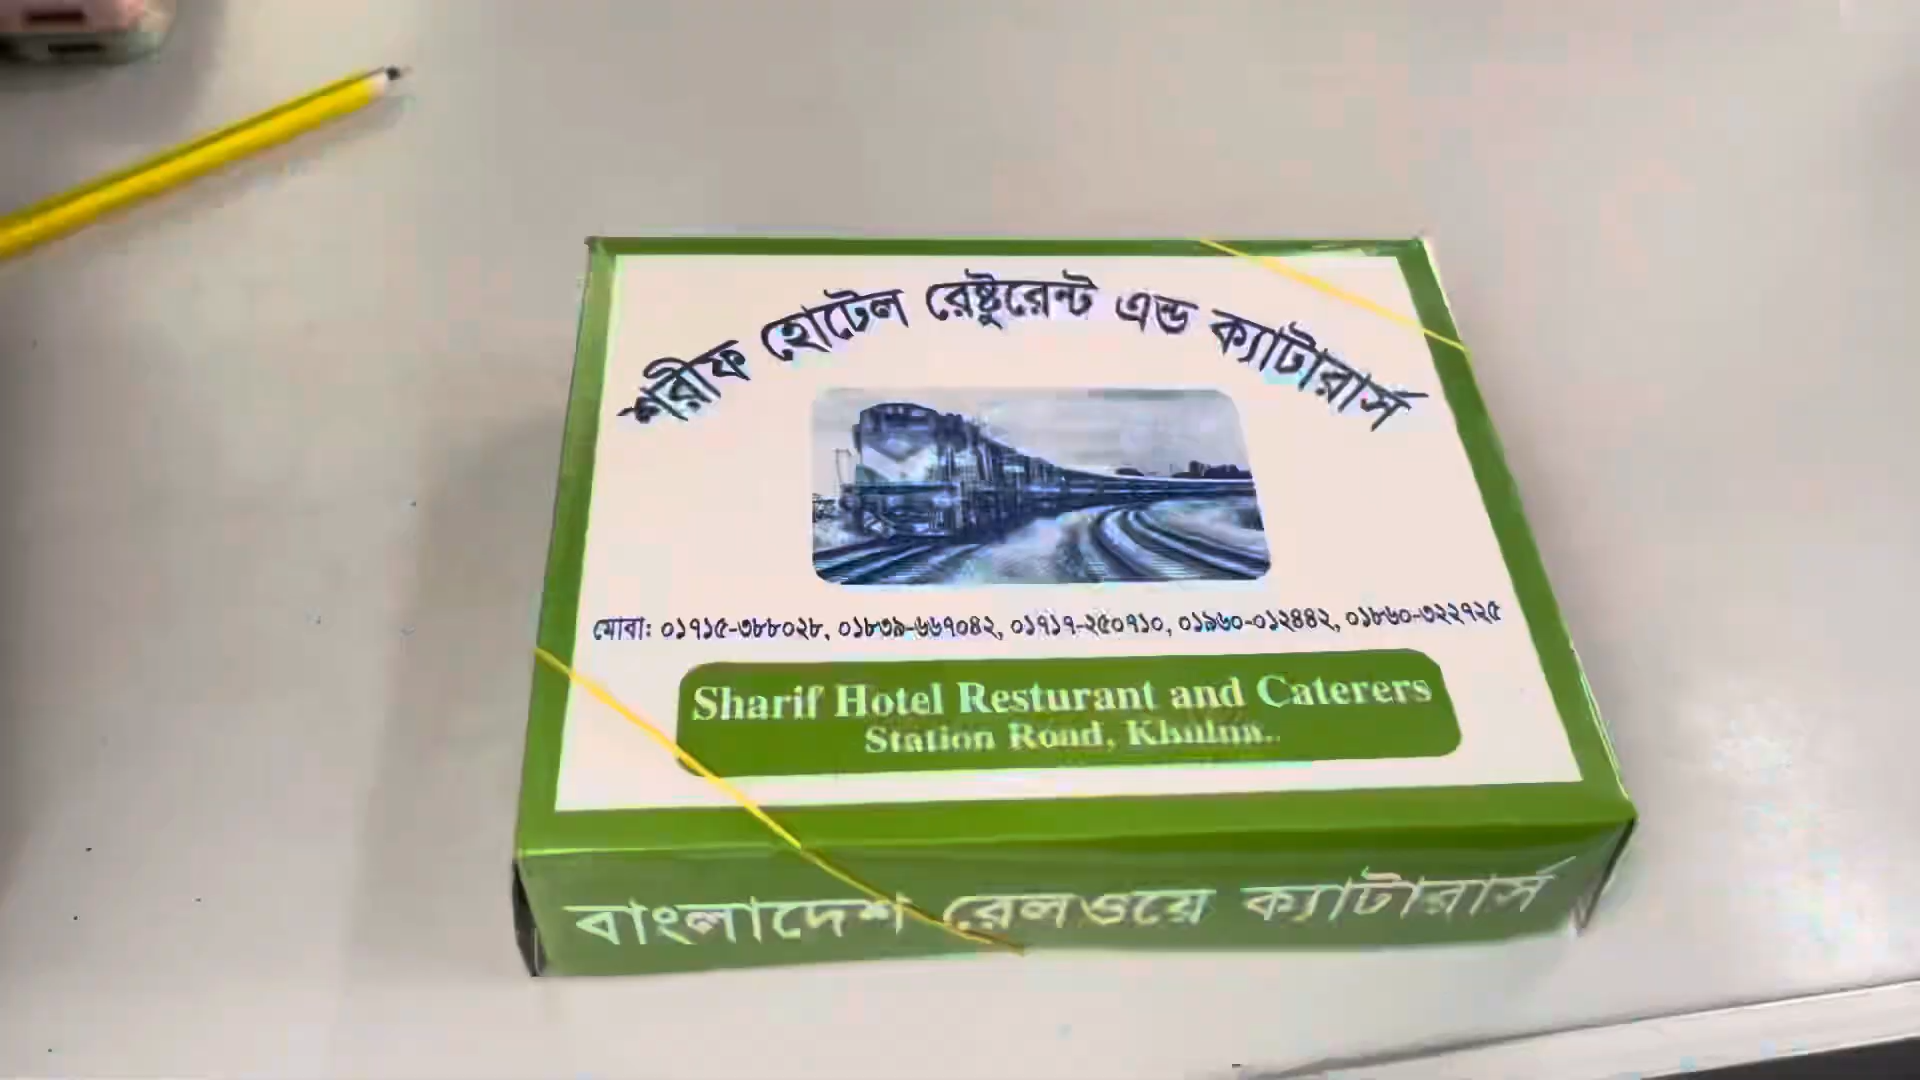 শরীফ হোটেল রেষ্টুরেন্ট এন্ড ক্যাটারার্স
মোবা: ০১৭১৫-৩৮৮০২৮, ০১৮৩৯-৬৬৭০৪২, ০১৭১৭-২৫০৭১০, ০১৯৬০-০১২৪৪২, ০১৮৬০-৩২২৭২৫
Sharif Hotel Resturant and Caterers
Station Road, Khulna..
বাংলাদেশ রেলওয়ে ক্যাটারার্স